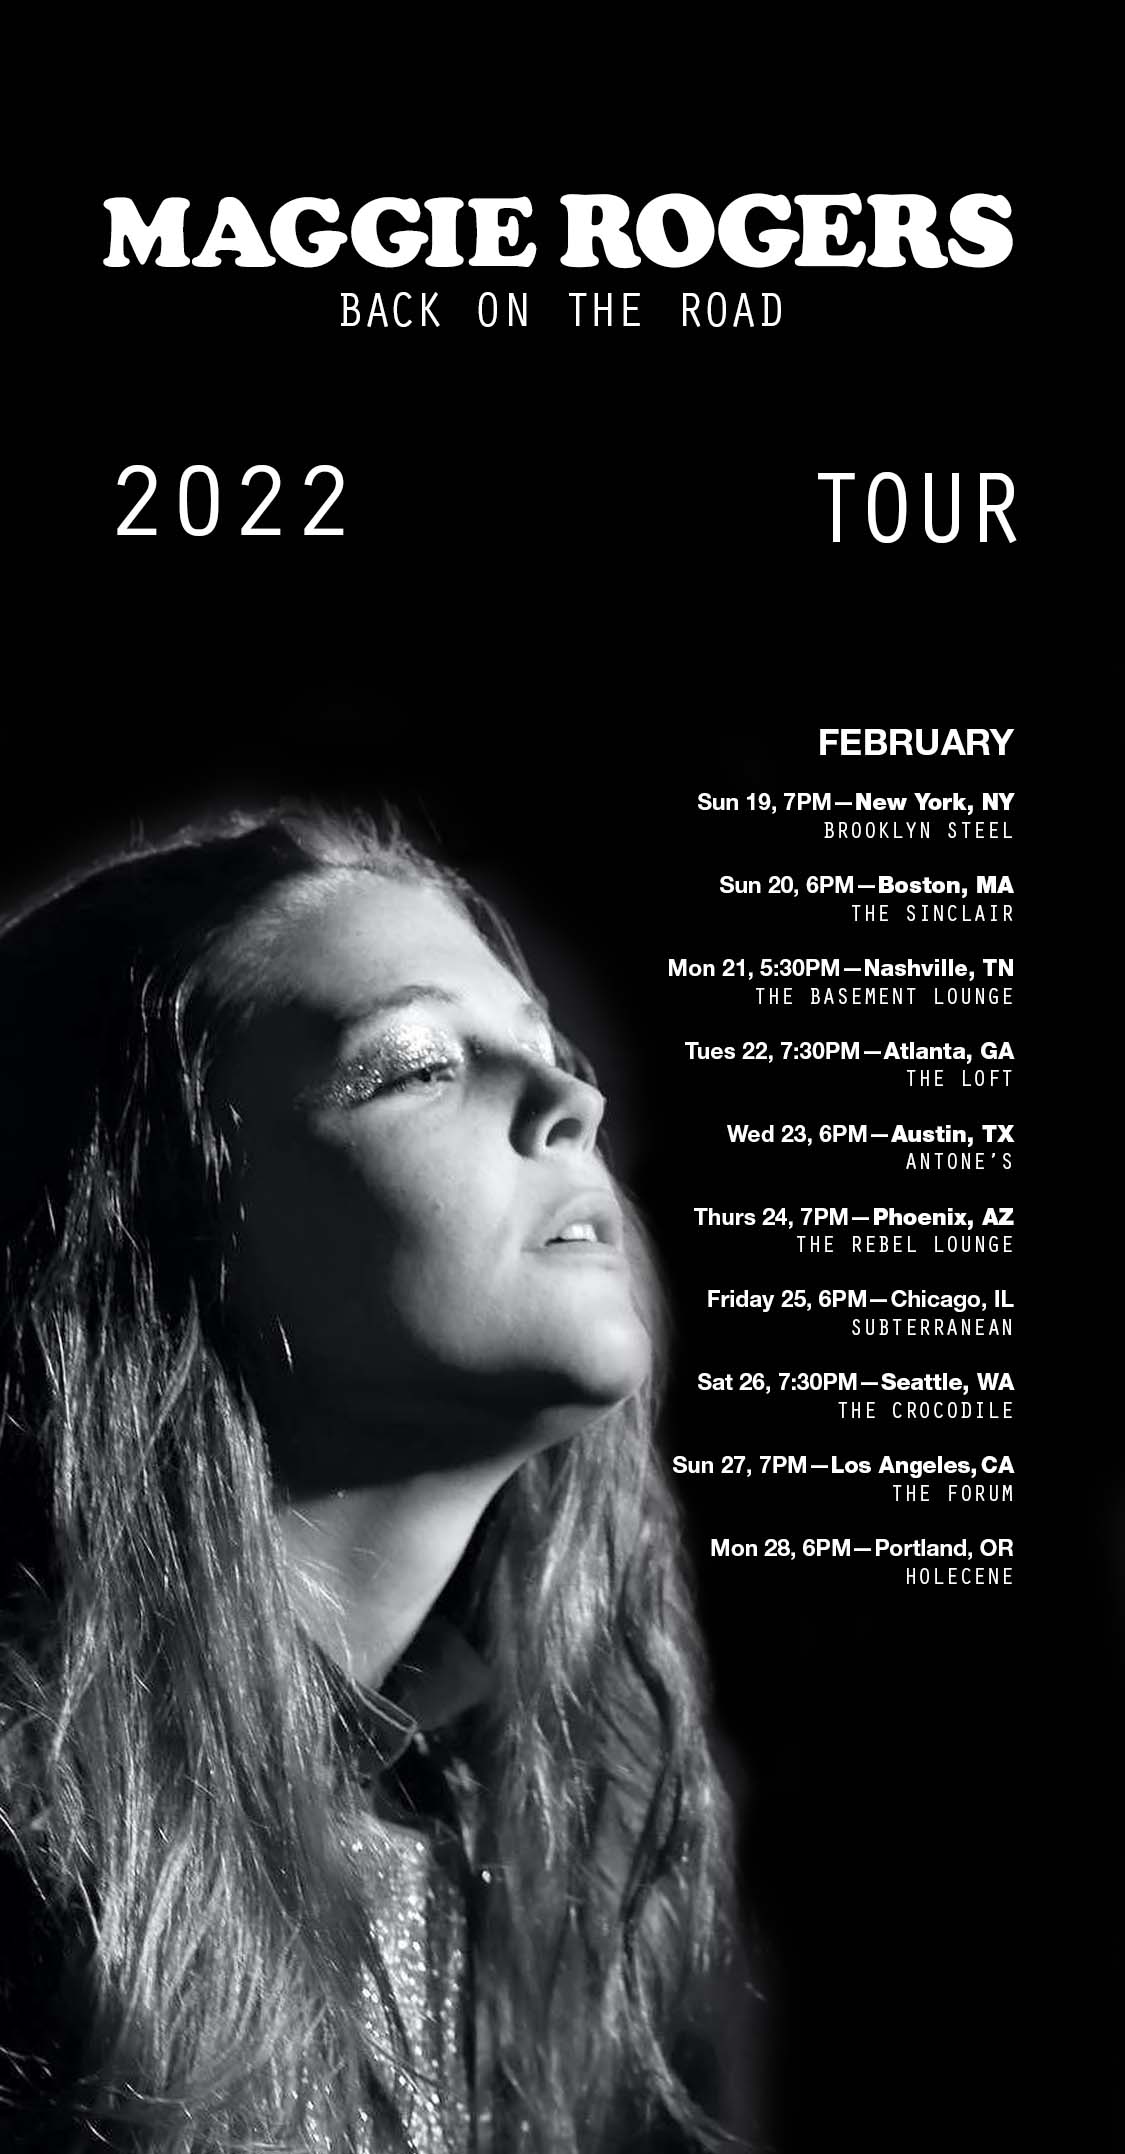 MAGGIE ROGERS
BACK ON THE ROAD
2022 TOUR
FEBRUARY
Sun 19, 7PM—New York, NY
BROOKLYN STEEL
Sun 20, 6PM—Boston, MA
THE SINCLAIR
Mon 21, 5:30PM—Nashville, TN
THE BASEMENT LOUNGE
Tues 22, 7:30PM—Atlanta, GA
THE LOFT
Wed 23, 6PM—Austin, TX
ANTONE’S
Thurs 24, 7PM—Phoenix, AZ
THE REBEL LOUNGE
Friday 25, 6PM—Chicago, IL
SUBTERRANEAN
Sat 26, 7:30PM—Seattle, WA
THE CROCODILE
Sun 27, 7PM—Los Angeles, CA
THE FORUM
Mon 28, 6PM—Portland, OR
HOLECENE